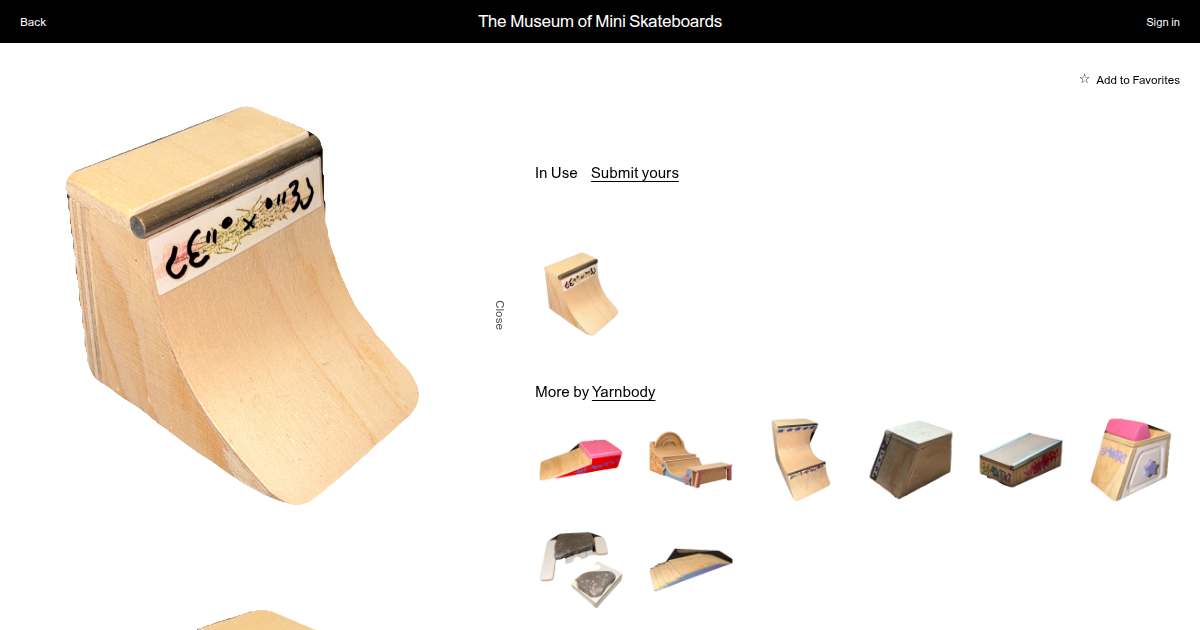 Back
The Museum of Mini Skateboards
Sign in
☆ Add to Favorites
In Use Submit yours
Close
More by Yarnbody